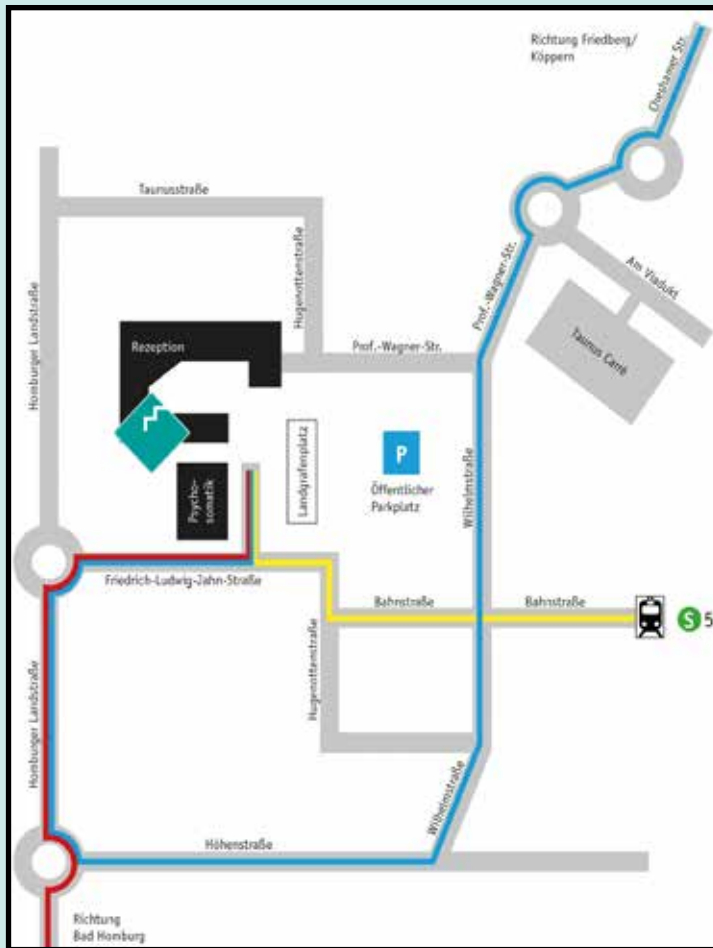 Richtung Friedberg/
Köppern
Cheshamer Str.
Taunusstraße
Hugenottenstraße
Prof.-Wagner-Str.
Am Viadukt
Homburger Landstraße
Rezeption
Prof.-Wagner-Str.
Taunus Carré
Landgrafenplatz
P
Öffentlicher
Parkplatz
Wilhelmstraße
Psycho-
somatik
Friedrich-Ludwig-Jahn-Straße
Bahnstraße
Bahnstraße
S 5
Hugenottenstraße
Homburger Landstraße
Wilhelmstraße
Höhenstraße
Richtung
Bad Homburg